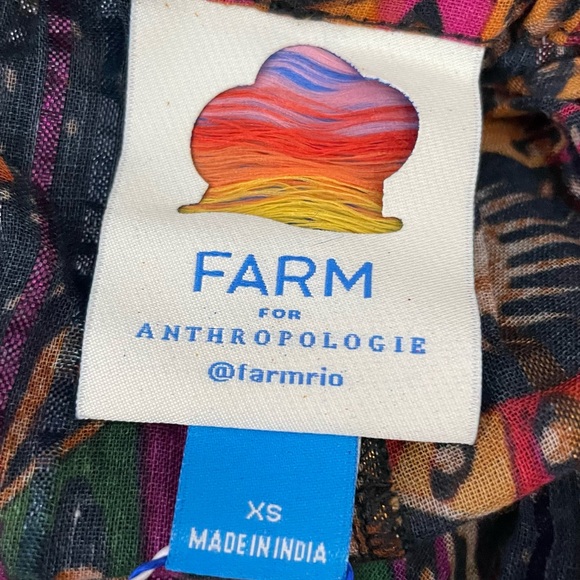 FARM
FOR
ANTHROPOLOGIE
@farmrio
XS
MADE IN INDIA